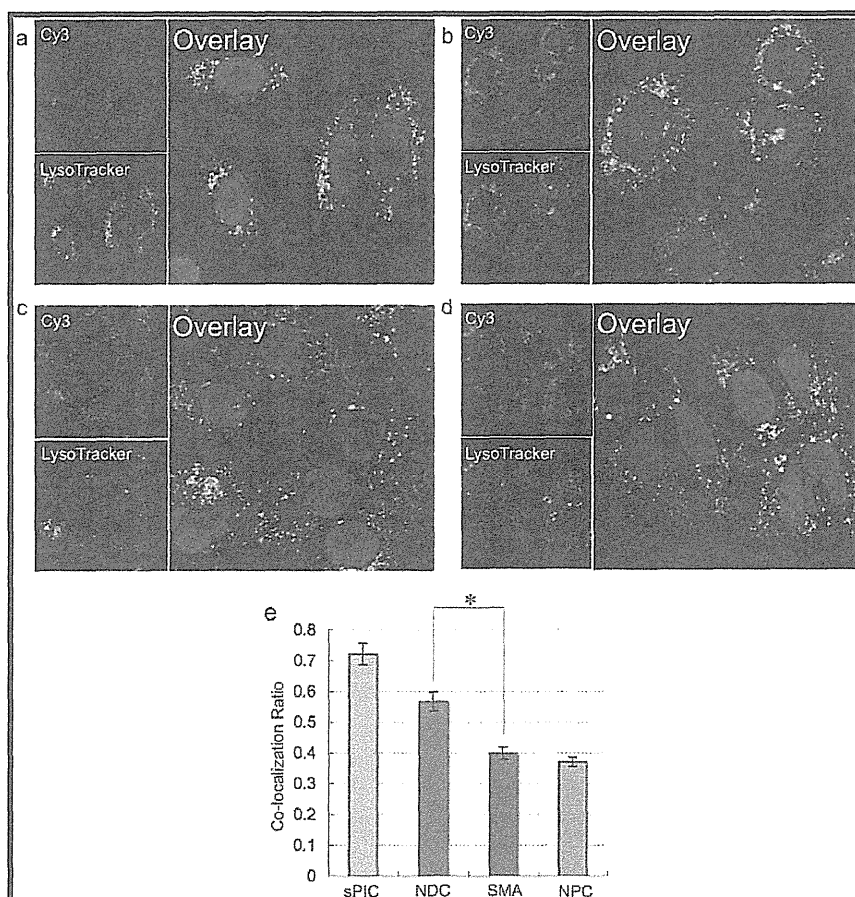 a
Cy3
Overlay
LysoTracker
b
Cy3
Overlay
LysoTracker
c
Cy3
Overlay
LysoTracker
d
Cy3
Overlay
LysoTracker
e
*
Co-localization Ratio
0.8
0.7
0.6
0.5
0.4
0.3
0.2
0.1
0
sPIC NDC SMA NPC